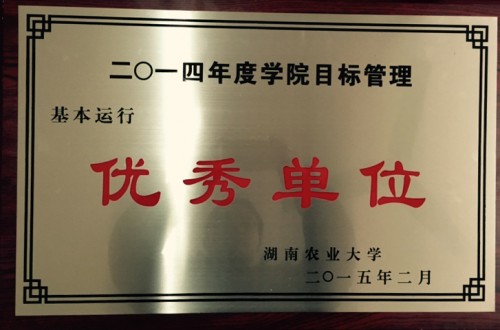 二〇一四年度学院目标管理
基本运行
优秀单位
湖南农业大学
二〇一五年二月